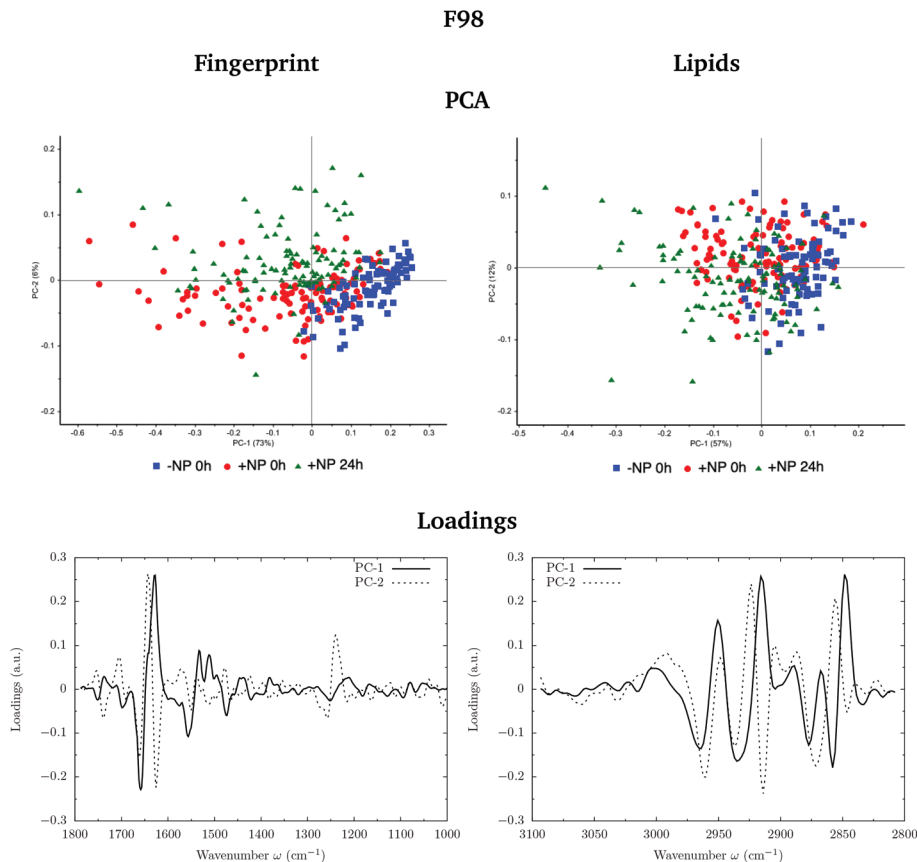 F98
Fingerprint Lipids
PCA
0.2
0.1
0
-0.1
-0.2
PC-2 (6%)
-0.6 -0.5 -0.4 -0.3 -0.2 -0.1 0 0.1 0.2 0.3
PC-1 (73%)
-NP 0h +NP 0h +NP 24h
0.1
0
-0.1
-0.2
PC-2 (12%)
-0.5 -0.4 -0.3 -0.2 -0.1 0 0.1 0.2 0.3
PC-1 (57%)
-NP 0h +NP 0h +NP 24h
Loadings
0.3
0.2
0.1
0
−0.1
−0.2
−0.3
Loadings (a.u.)
PC-1
PC-2
1800 1700 1600 1500 1400 1300 1200 1100 1000
Wavenumber ω (cm⁻¹)
0.3
0.2
0.1
0
−0.1
−0.2
−0.3
Loadings (a.u.)
PC-1
PC-2
3100 3050 3000 2950 2900 2850 2800
Wavenumber ω (cm⁻¹)